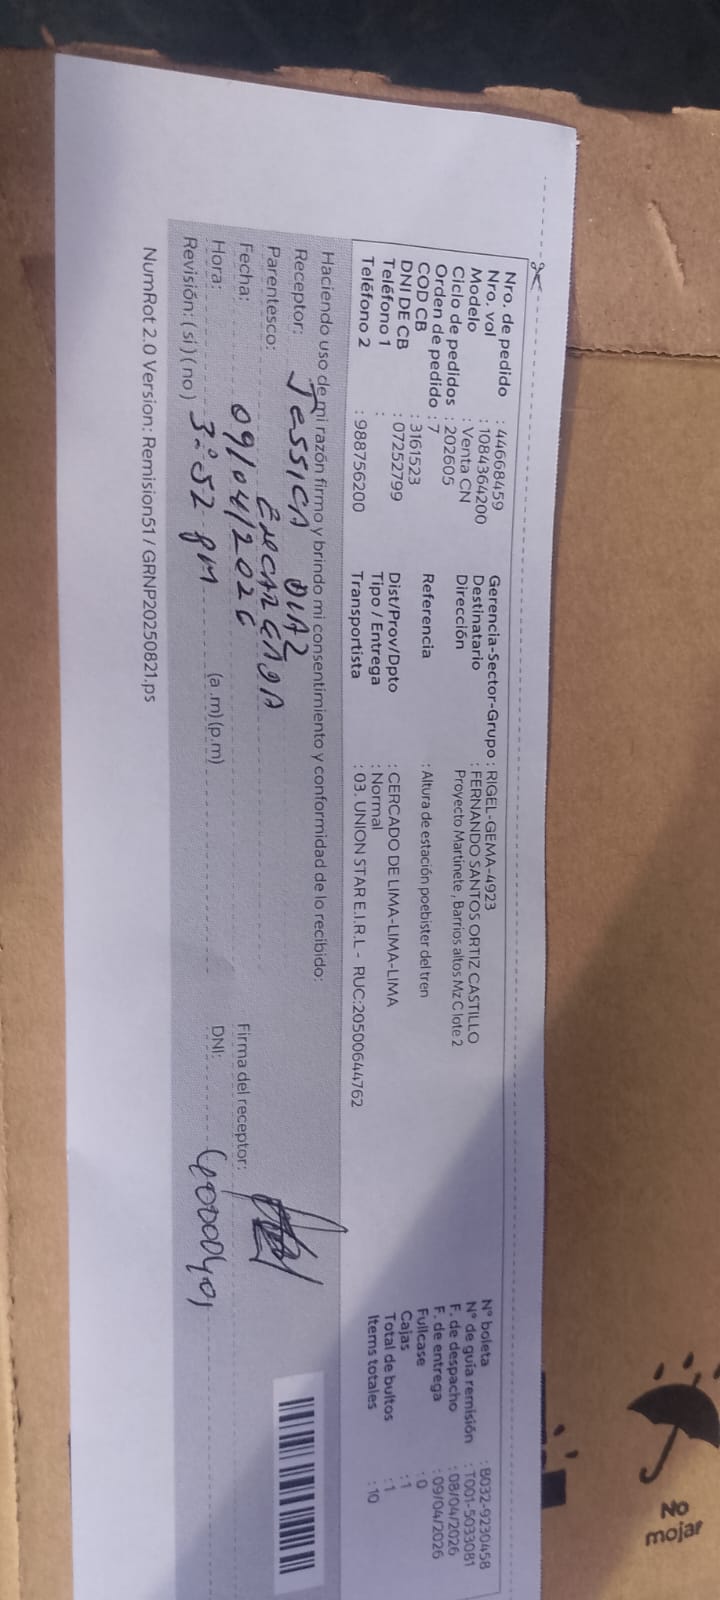 Nro. de pedido : 44668459
Nro. vol : 1084364200
Modelo : Venta CN
Ciclo de pedidos : 202605
Orden de pedido : 7
COD CB : 3161523
DNI DE CB : 07252799
Teléfono 1 :
Teléfono 2 : 988756200
Gerencia-Sector-Grupo : RIGEL-GEMA-4923
Destinatario : FERNANDO SANTOS ORTIZ CASTILLO
Dirección Proyecto Martinete , Barrios altos Mz C lote 2
Referencia : Altura de estación poebister del tren
Dist/Prov/Dpto : CERCADO DE LIMA-LIMA-LIMA
Tipo / Entrega : Normal
Transportista : 03. UNION STAR E.I.R.L - RUC:20500644762
N° boleta : B032-9230458
N° de guía remisión : T001-5033081
F. de despacho : 08/04/2026
F. de entrega : 09/04/2026
Fullcase : 0
Cajas : 1
Total de bultos : 1
Items totales : 10
Haciendo uso de mi razón firmo y brindo mi consentimiento y conformidad de lo recibido:
Receptor: JESSICA DIAZ
Parentesco: ENCARGADA
Fecha: 09/04/2026
Hora: 3:52 pm (a .m) (p.m)
Revisión: ( si ) ( no )
Firma del receptor:
DNI:
NumRot 2.0 Version: Remision51 / GRNP20250821.ps
No
mojar